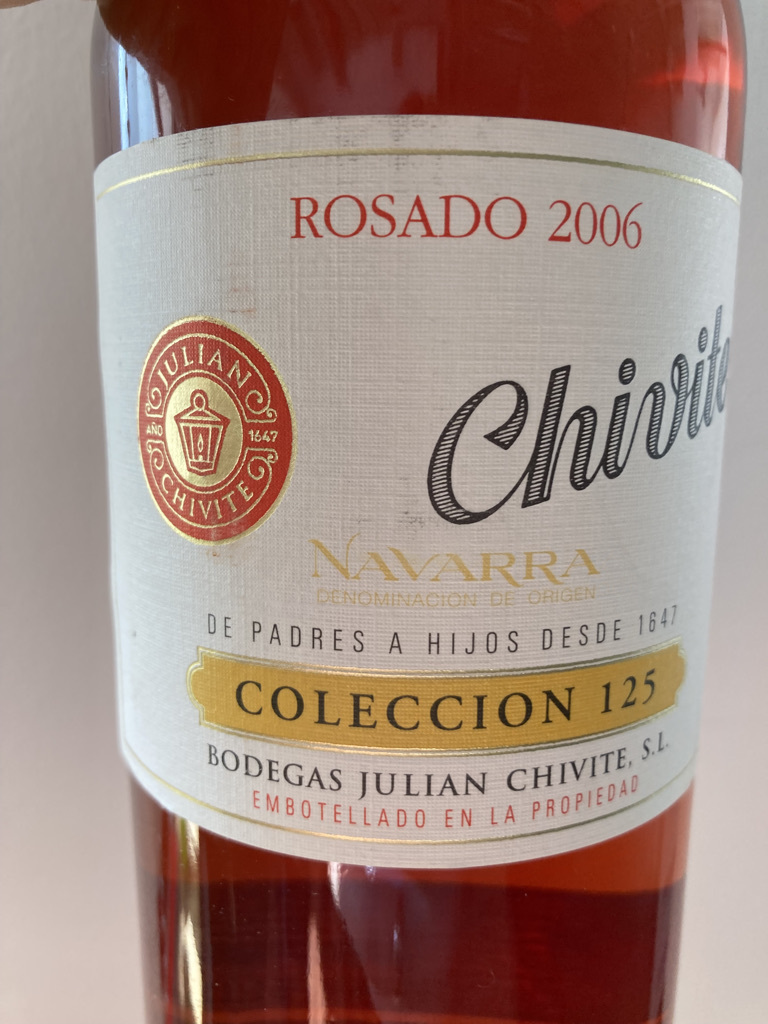 ROSADO 2006
JULIAN
AÑO 1647
CHIVITE
Chivite
NAVARRA
DENOMINACION DE ORIGEN
DE PADRES A HIJOS DESDE 1647
COLECCION 125
BODEGAS JULIAN CHIVITE, S.L.
EMBOTELLADO EN LA PROPIEDAD